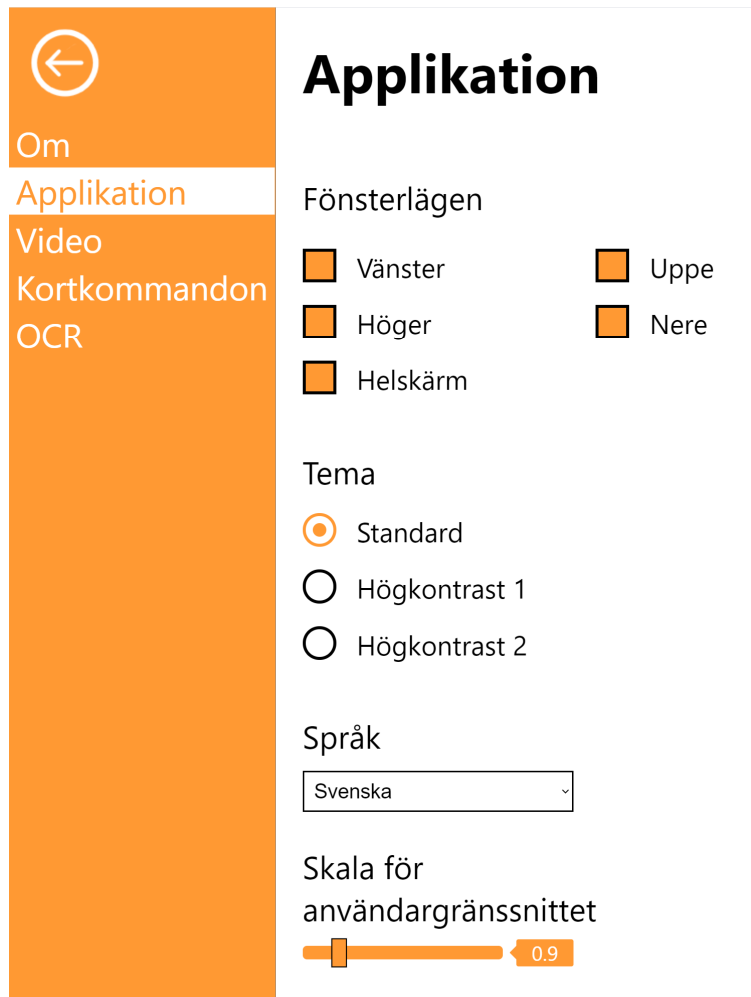 Om
Applikation
Video
Kortkommandon
OCR
Applikation
Fönsterlägen
Vänster
Uppe
Höger
Nere
Helskärm
Tema
Standard
Högkontrast 1
Högkontrast 2
Språk
Svenska
Skala för
användargränssnittet
0.9